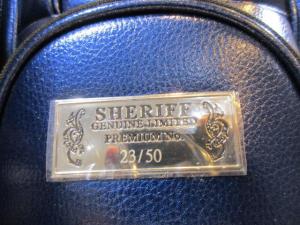 SHERIFF
GENUINE LIMITED
PREMIUM No.
23/50